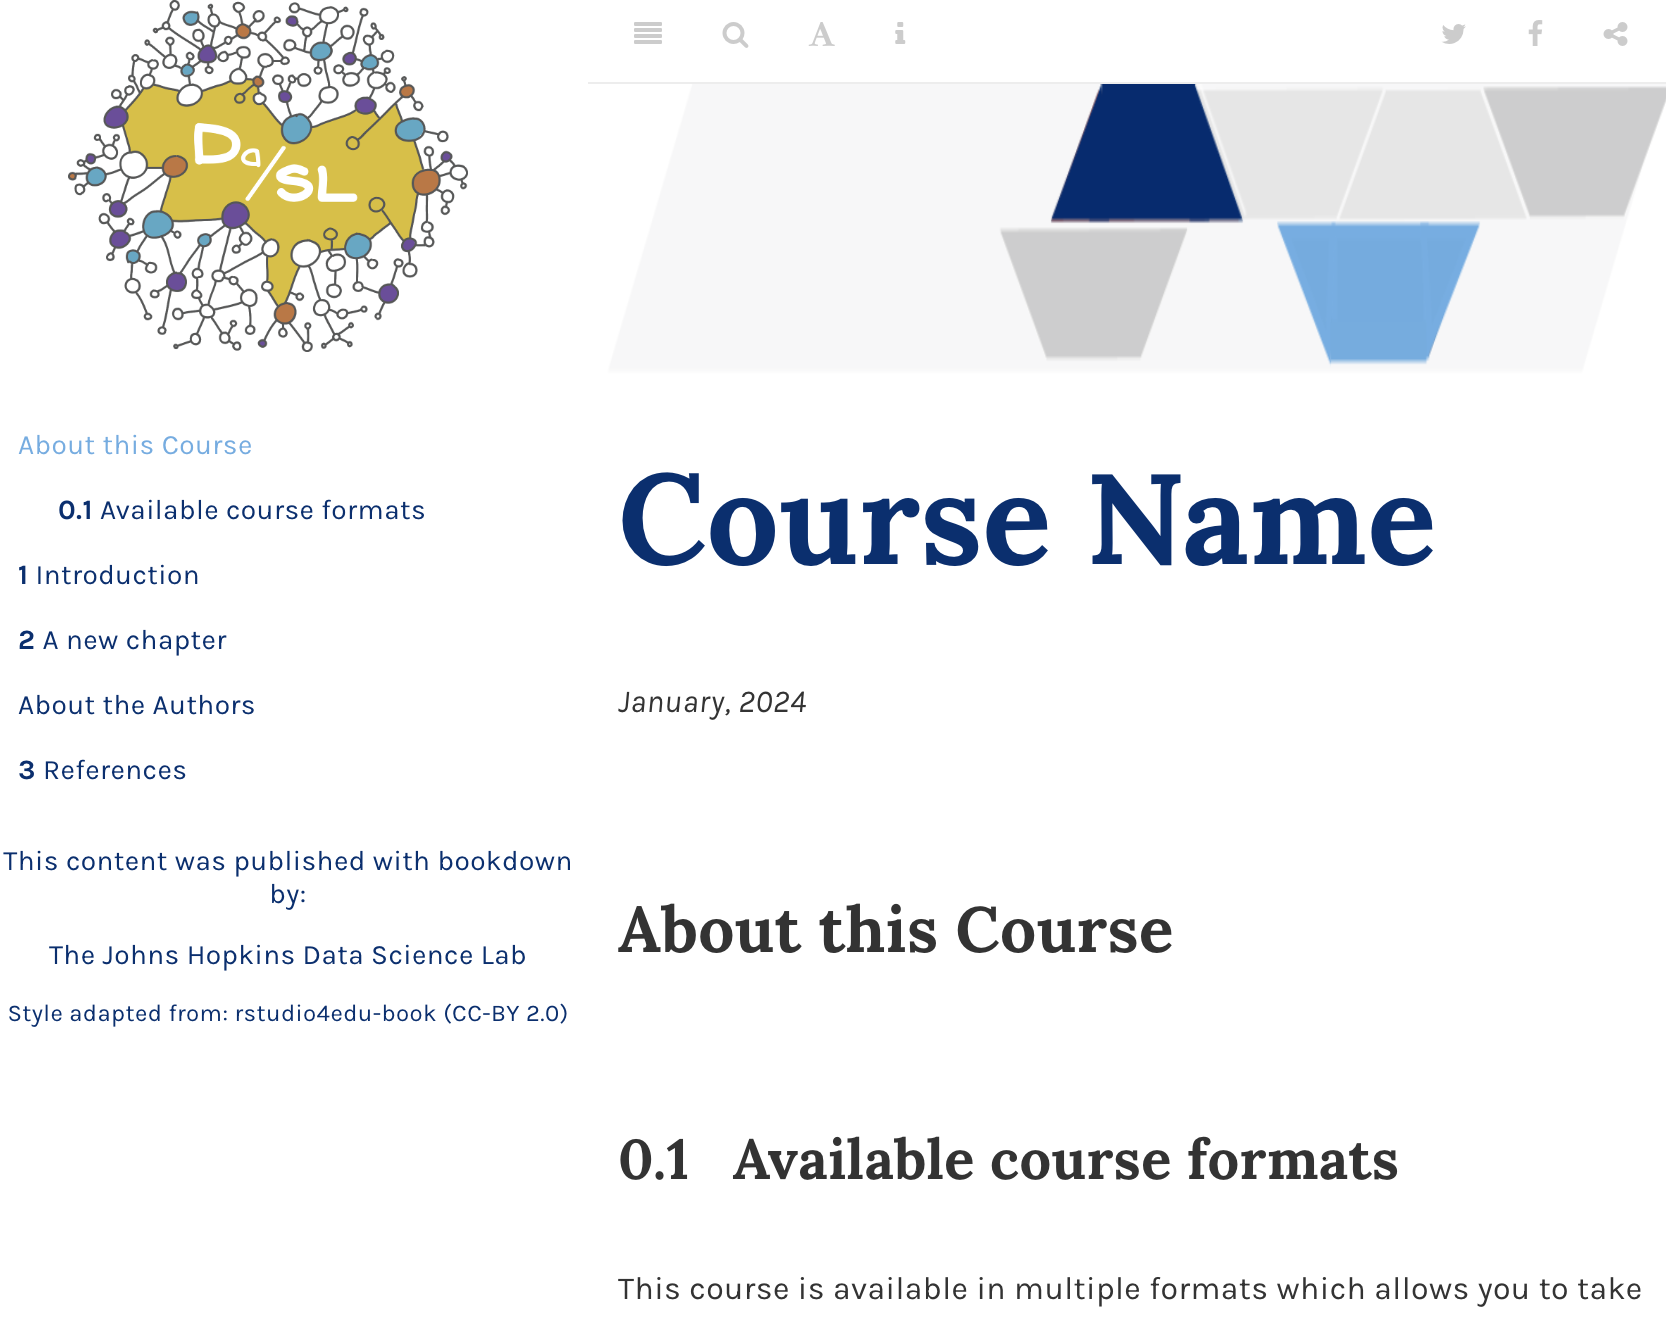 Da/SL
About this Course
0.1 Available course formats
1 Introduction
2 A new chapter
About the Authors
3 References
This content was published with bookdown
by:
The Johns Hopkins Data Science Lab
Style adapted from: rstudio4edu-book (CC-BY 2.0)
Course Name
January, 2024
About this Course
0.1 Available course formats
This course is available in multiple formats which allows you to take